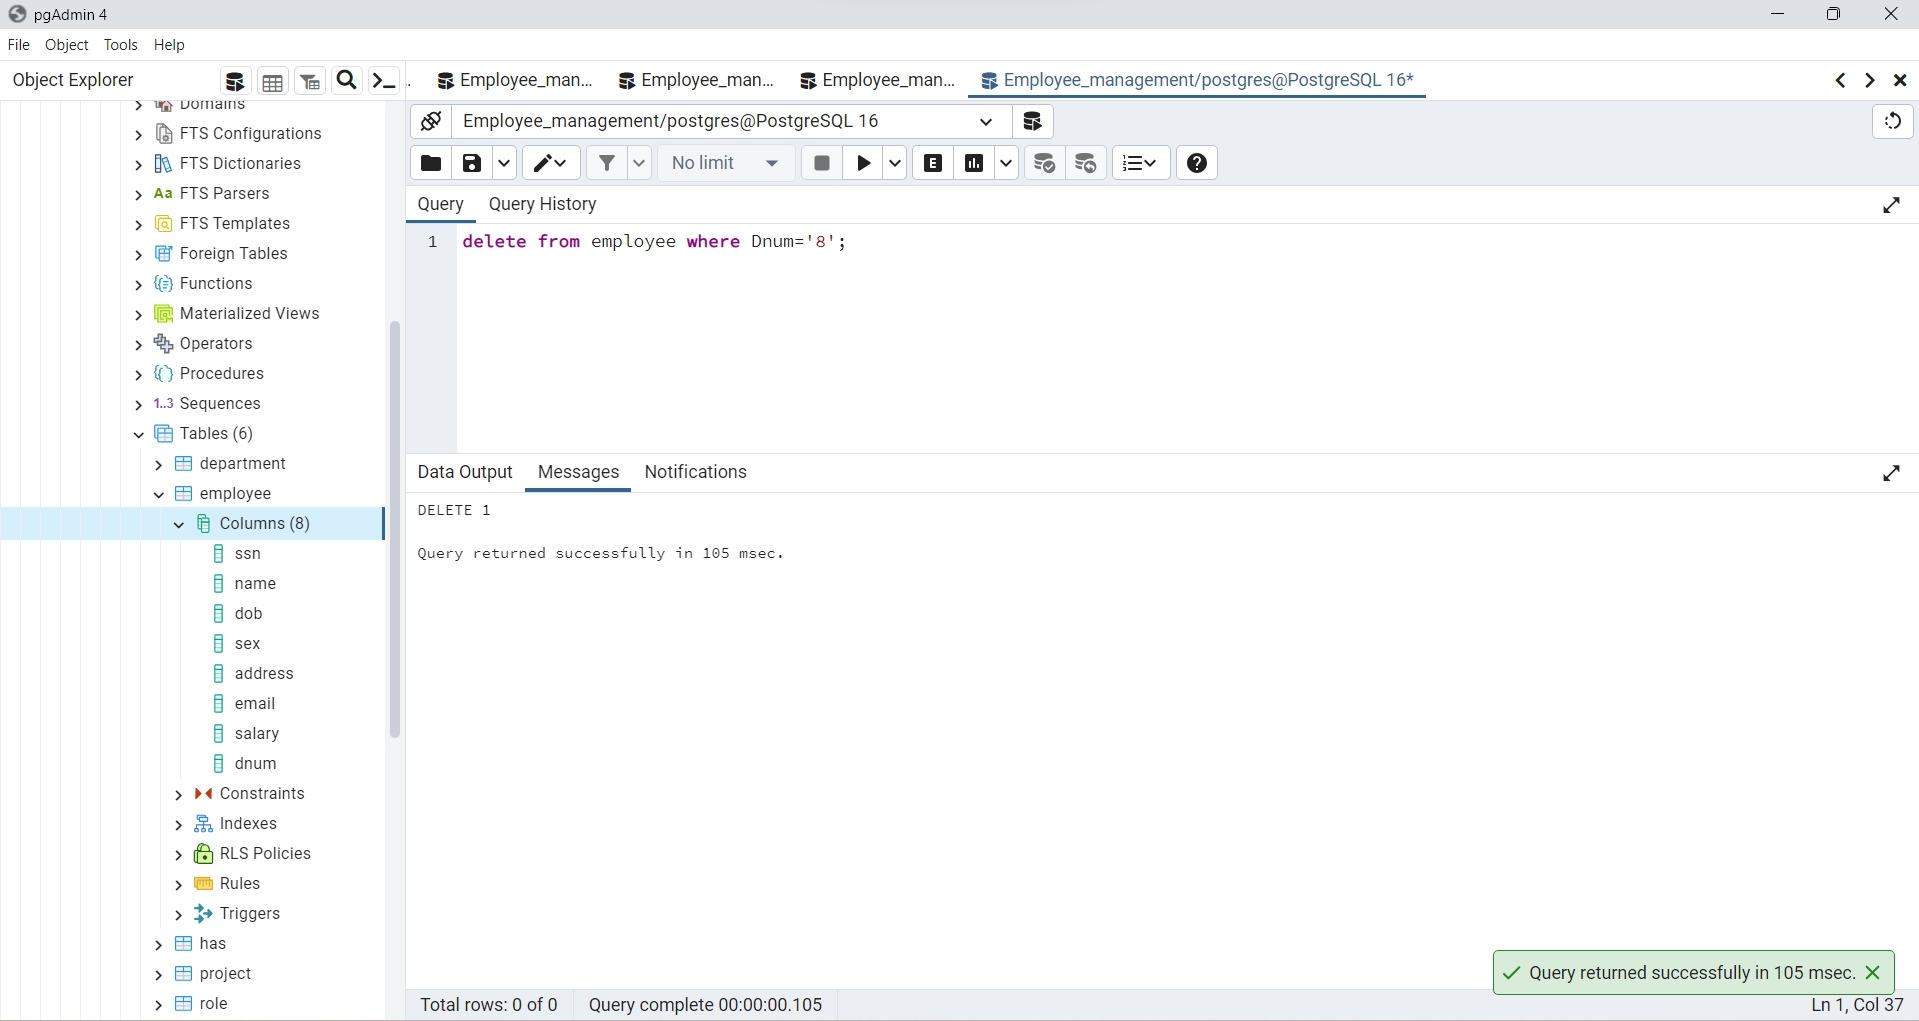 pgAdmin 4
File Object Tools Help
Object Explorer
Employee_man... Employee_man... Employee_man... Employee_management/postgres@PostgreSQL 16*
Domains
FTS Configurations
FTS Dictionaries
Aa FTS Parsers
FTS Templates
Foreign Tables
Functions
Materialized Views
Operators
Procedures
1..3 Sequences
Tables (6)
department
employee
Columns (8)
ssn
name
dob
sex
address
email
salary
dnum
Constraints
Indexes
RLS Policies
Rules
Triggers
has
project
role
Employee_management/postgres@PostgreSQL 16
No limit
E
Query Query History
1 delete from employee where Dnum='8';
Data Output Messages Notifications
DELETE 1
Query returned successfully in 105 msec.
Query returned successfully in 105 msec.
Total rows: 0 of 0 Query complete 00:00:00.105 Ln 1, Col 37